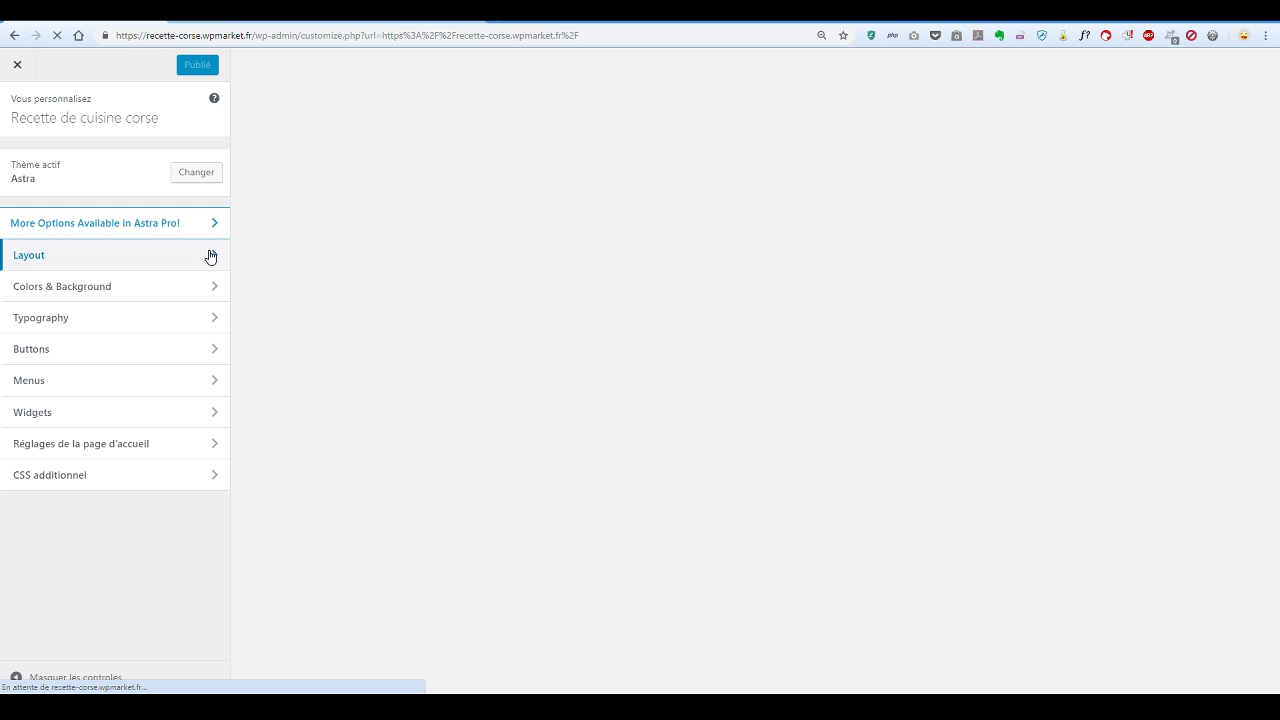 https://recette-corse.wpmarket.fr/wp-admin/customize.php?url=https%3A%2F%2Frecette-corse.wpmarket.fr%2F
php
f?
ABP
0
Publié
Vous personnalisez
Recette de cuisine corse
Thème actif
Astra
Changer
More Options Available in Astra Pro!
Layout
Colors & Background
Typography
Buttons
Menus
Widgets
Réglages de la page d'accueil
CSS additionnel
Masquer les contrôles
En attente de recette-corse.wpmarket.fr...